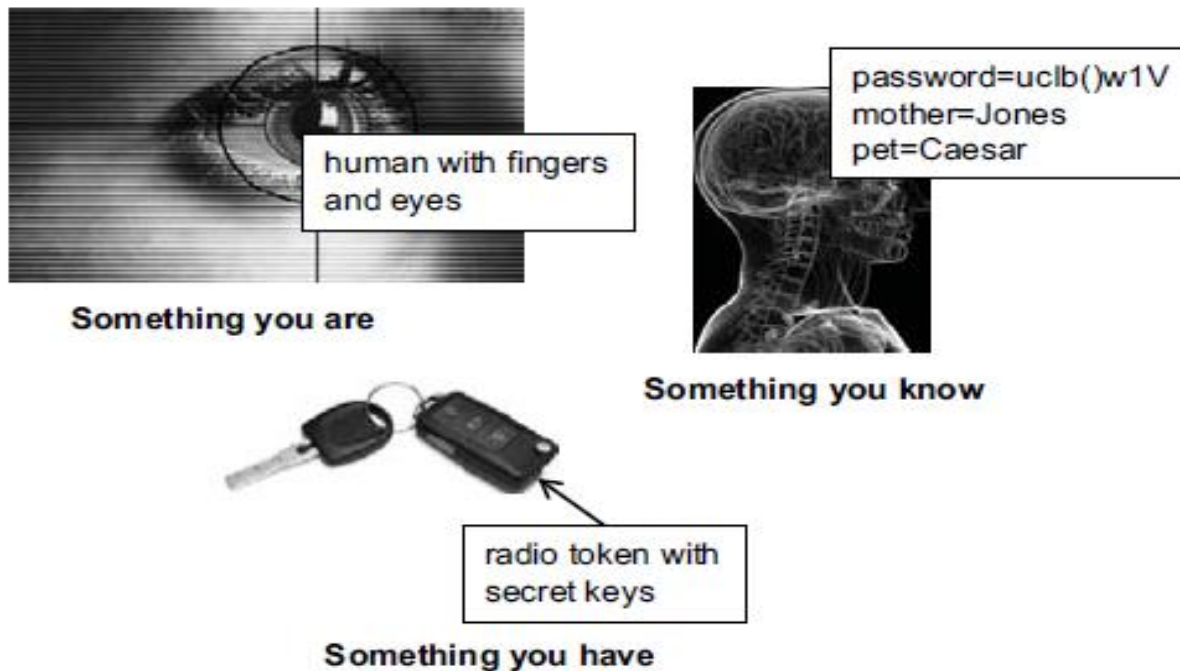 human with fingers
and eyes
Something you are
password=uclb()w1V
mother=Jones
pet=Caesar
Something you know
radio token with
secret keys
Something you have